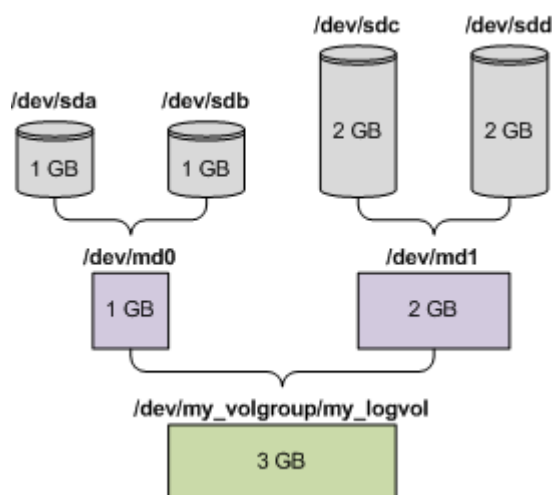 /dev/sdc /dev/sdd
/dev/sda /dev/sdb
2 GB 2 GB
1 GB 1 GB
/dev/md0 /dev/md1
1 GB 2 GB
/dev/my_volgroup/my_logvol
3 GB